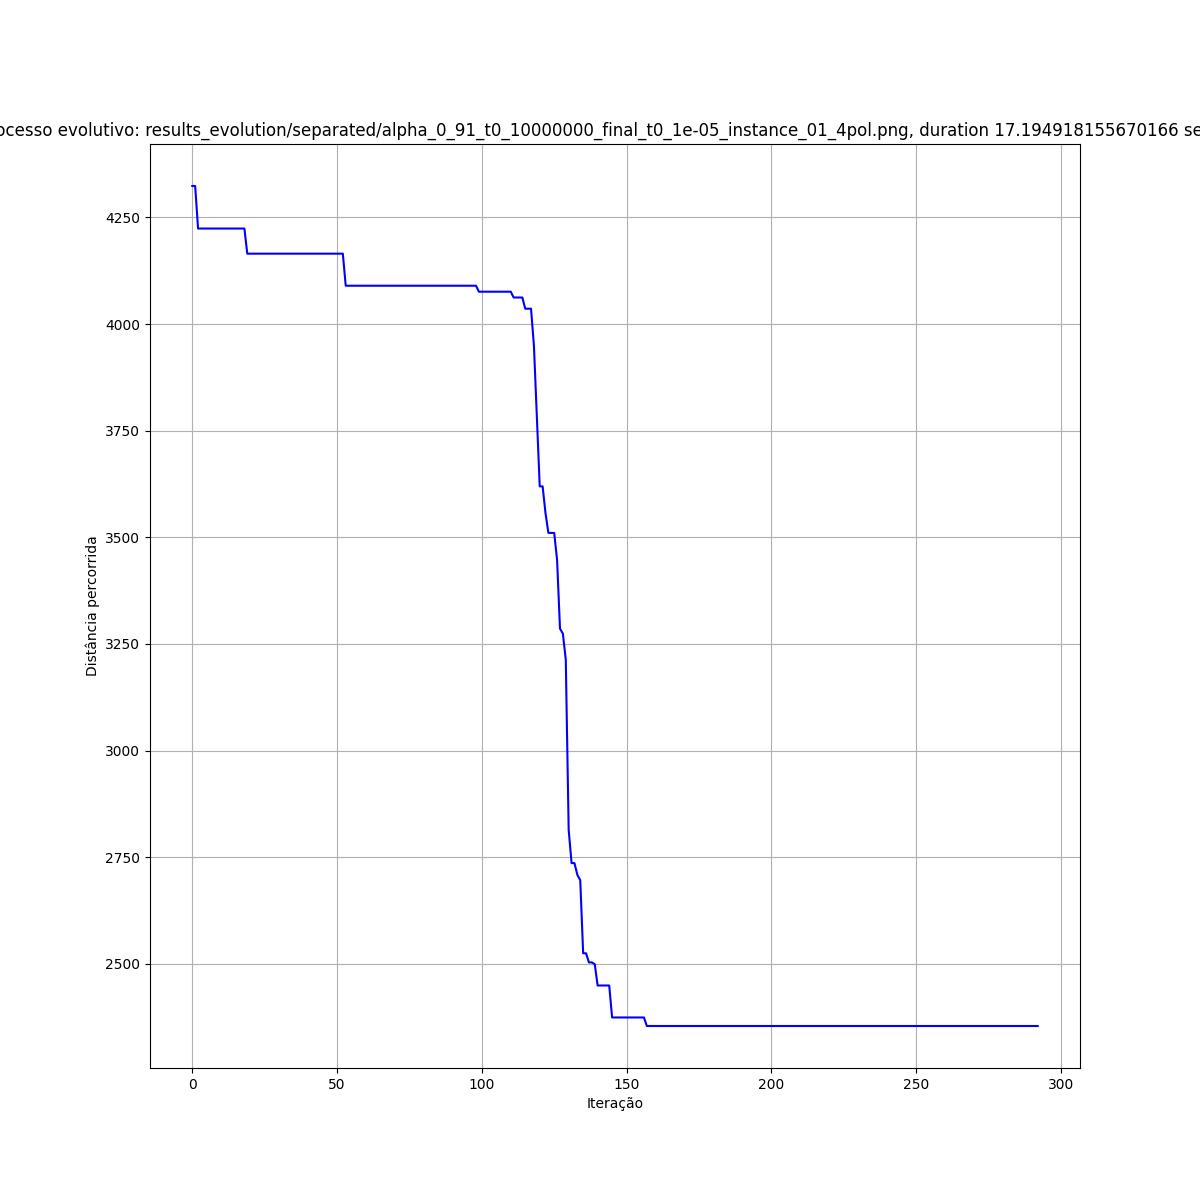 ocesso evolutivo: results_evolution/separated/alpha_0_91_t0_10000000_final_t0_1e-05_instance_01_4pol.png, duration 17.194918155670166 se
4250
4000
3750
3500
3250
3000
2750
2500
Distância percorrida
0 50 100 150 200 250 300
Iteração